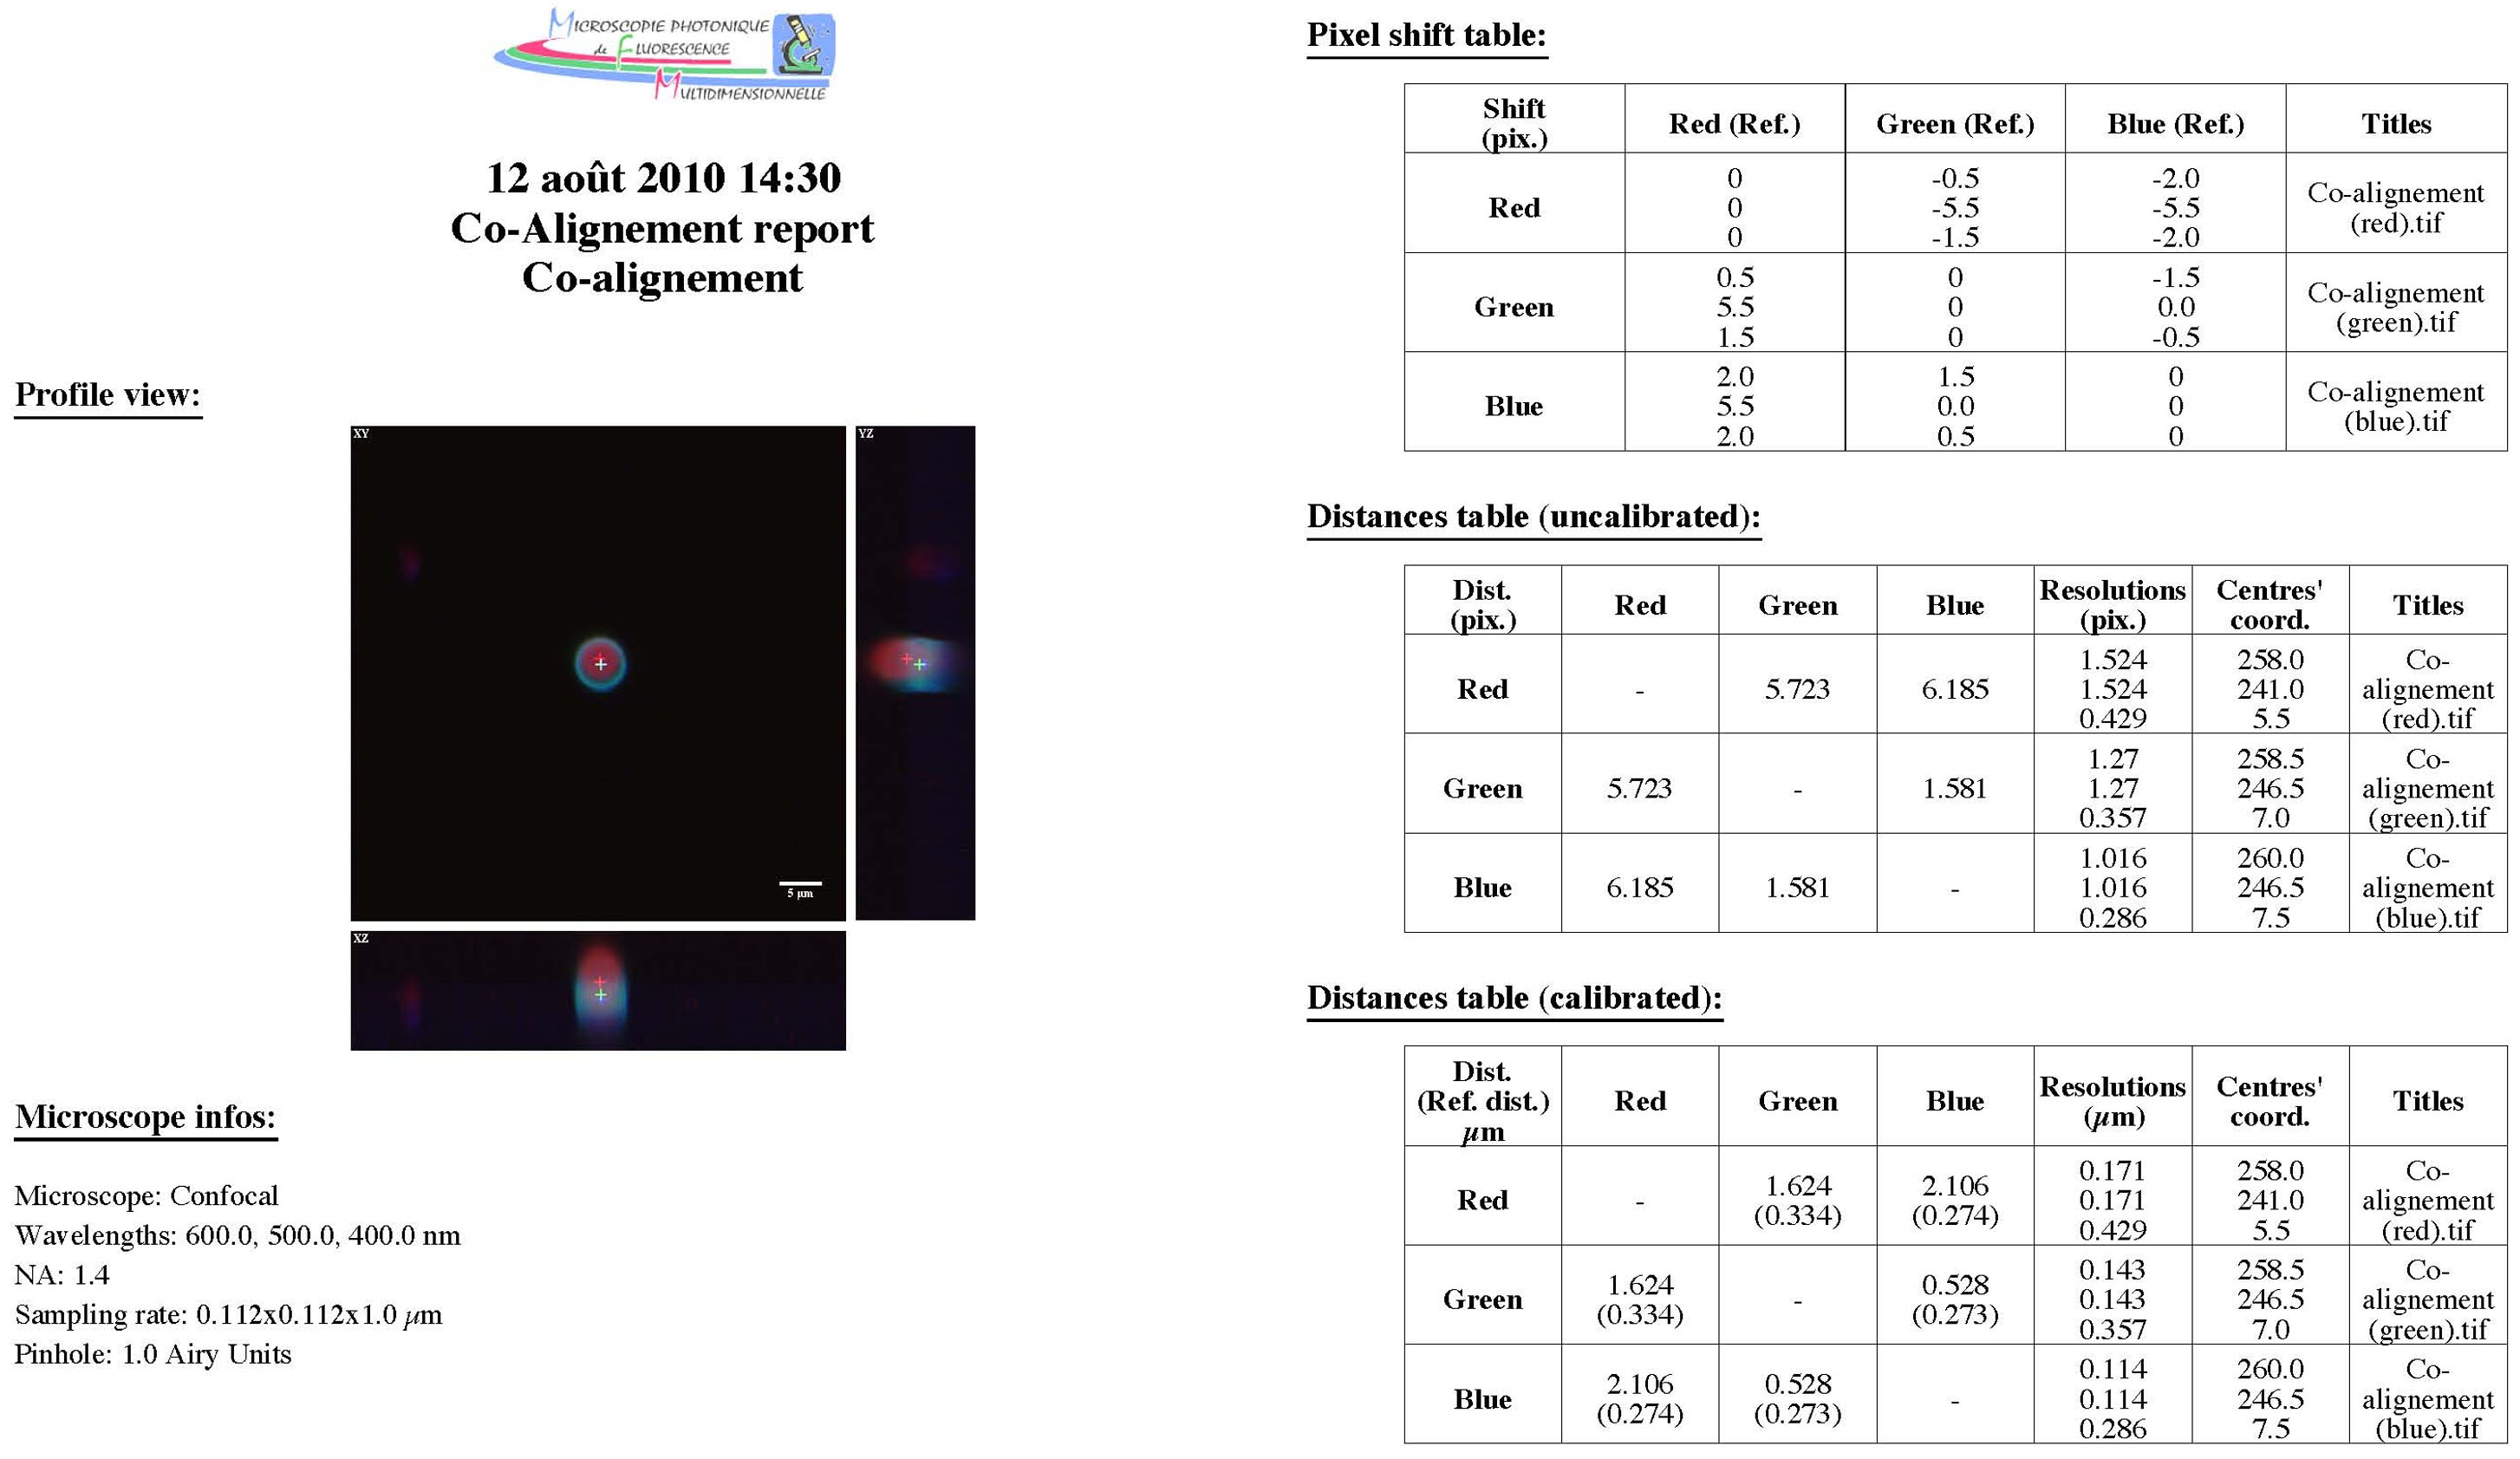 MICROSCOPIE PHOTONIQUE
de FLUORESCENCE
MULTIDIMENSIONNELLE
12 août 2010 14:30
Co-Alignement report
Co-alignement
Profile view:
XY
YZ
5 µm
XZ
Microscope infos:
Microscope: Confocal
Wavelengths: 600.0, 500.0, 400.0 nm
NA: 1.4
Sampling rate: 0.112x0.112x1.0 µm
Pinhole: 1.0 Airy Units
Pixel shift table:
Shift (pix.) Red (Ref.) Green (Ref.) Blue (Ref.) Titles
Red 0 -0.5 -2.0 Co-alignement
0 -5.5 -5.5 (red).tif
0 -1.5 -2.0
Green 0.5 0 -1.5 Co-alignement
5.5 0 0.0 (green).tif
1.5 0 -0.5
Blue 2.0 1.5 0 Co-alignement
5.5 0.0 0 (blue).tif
2.0 0.5 0
Distances table (uncalibrated):
Dist. (pix.) Red Green Blue Resolutions (pix.) Centres' coord. Titles
1.524 258.0 Co-
Red - 5.723 6.185 1.524 241.0 alignement
0.429 5.5 (red).tif
1.27 258.5 Co-
Green 5.723 - 1.581 1.27 246.5 alignement
0.357 7.0 (green).tif
1.016 260.0 Co-
Blue 6.185 1.581 - 1.016 246.5 alignement
0.286 7.5 (blue).tif
Distances table (calibrated):
Dist. (Ref. dist.) µm Red Green Blue Resolutions (µm) Centres' coord. Titles
0.171 258.0 Co-
Red - 1.624 (0.334) 2.106 (0.274) 0.171 241.0 alignement
0.429 5.5 (red).tif
0.143 258.5 Co-
Green 1.624 (0.334) - 0.528 (0.273) 0.143 246.5 alignement
0.357 7.0 (green).tif
0.114 260.0 Co-
Blue 2.106 (0.274) 0.528 (0.273) - 0.114 246.5 alignement
0.286 7.5 (blue).tif